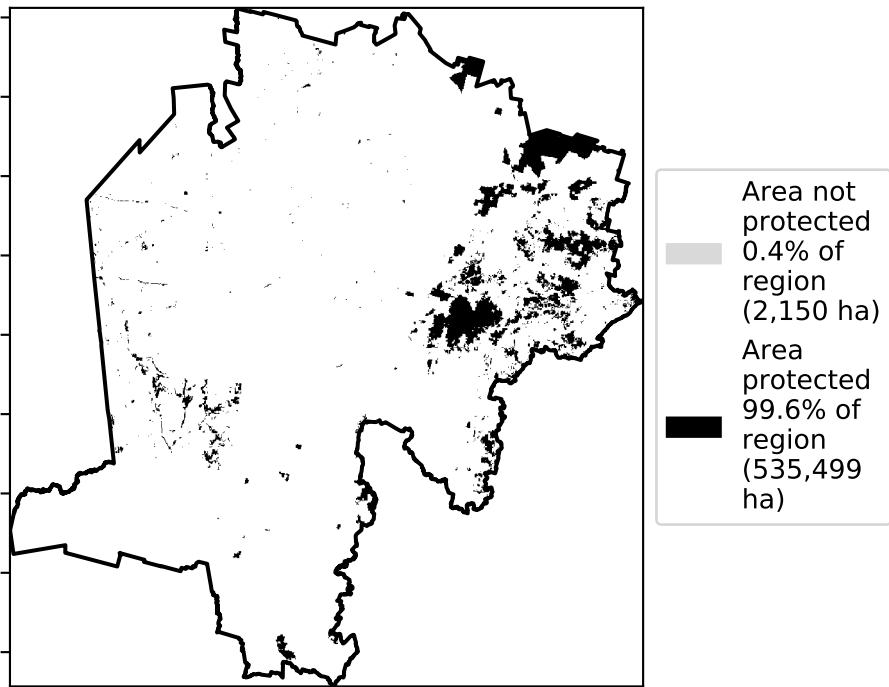 Area not
protected
0.4% of
region
(2,150 ha)
Area
protected
99.6% of
region
(535,499
ha)